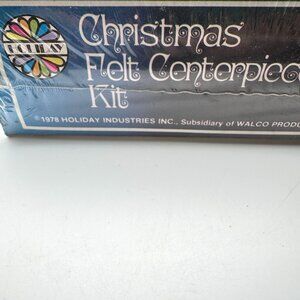 HOLIDAY
Christmas
Felt Centerpiec
Kit
© 1978 HOLIDAY INDUSTRIES INC., Subsidiary of WALCO PRODU